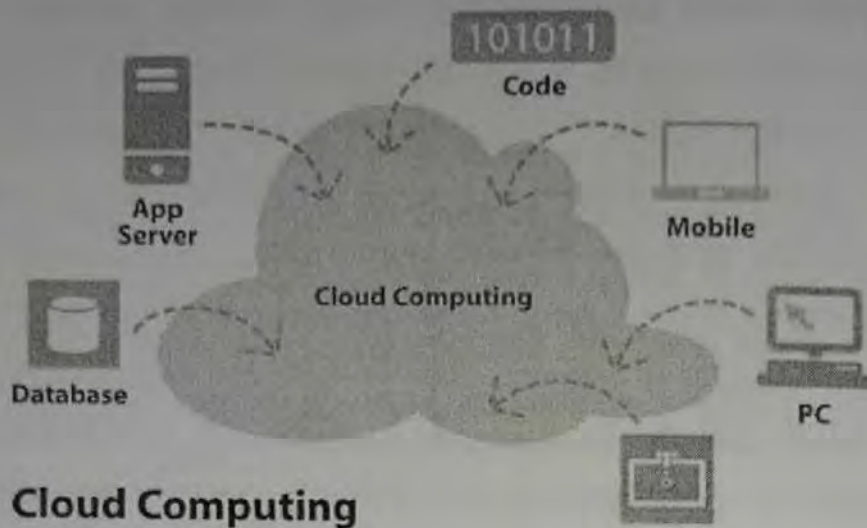 101011
Code
App
Server
Mobile
Cloud Computing
Database
PC
Cloud Computing